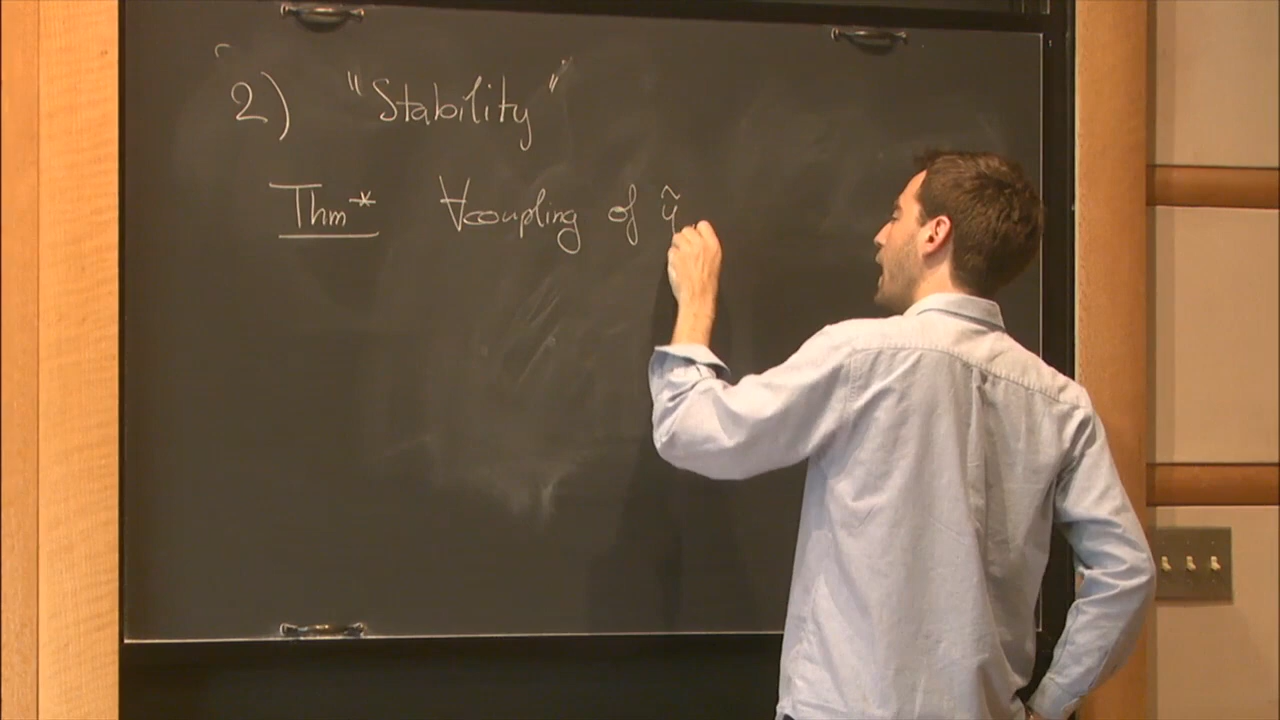 2) "Stability"
Thm* ∀coupling of ỹ